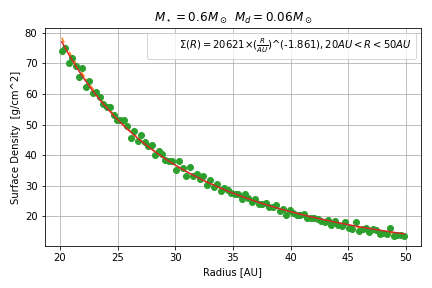 M⋆ = 0.6M⊙ M_d = 0.06M⊙
Σ(R) = 20621×(R/AU)^(-1.861), 20AU < R < 50AU
Surface Density [g/cm^2]
80
70
60
50
40
30
20
20 25 30 35 40 45 50
Radius [AU]